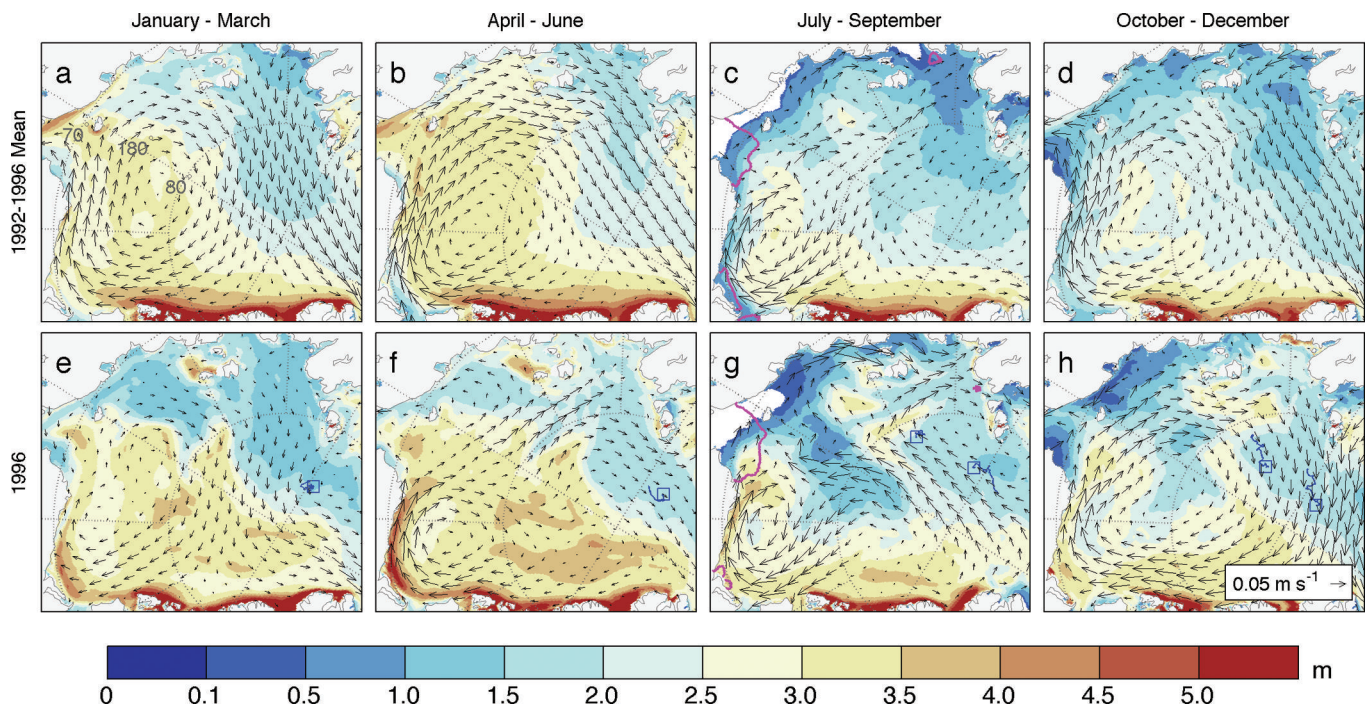 January - March April - June July - September October - December
1992-1996 Mean
a b c d
70 180
80
1996
e f g h
0.05 m s⁻¹
0 0.1 0.5 1.0 1.5 2.0 2.5 3.0 3.5 4.0 4.5 5.0 m